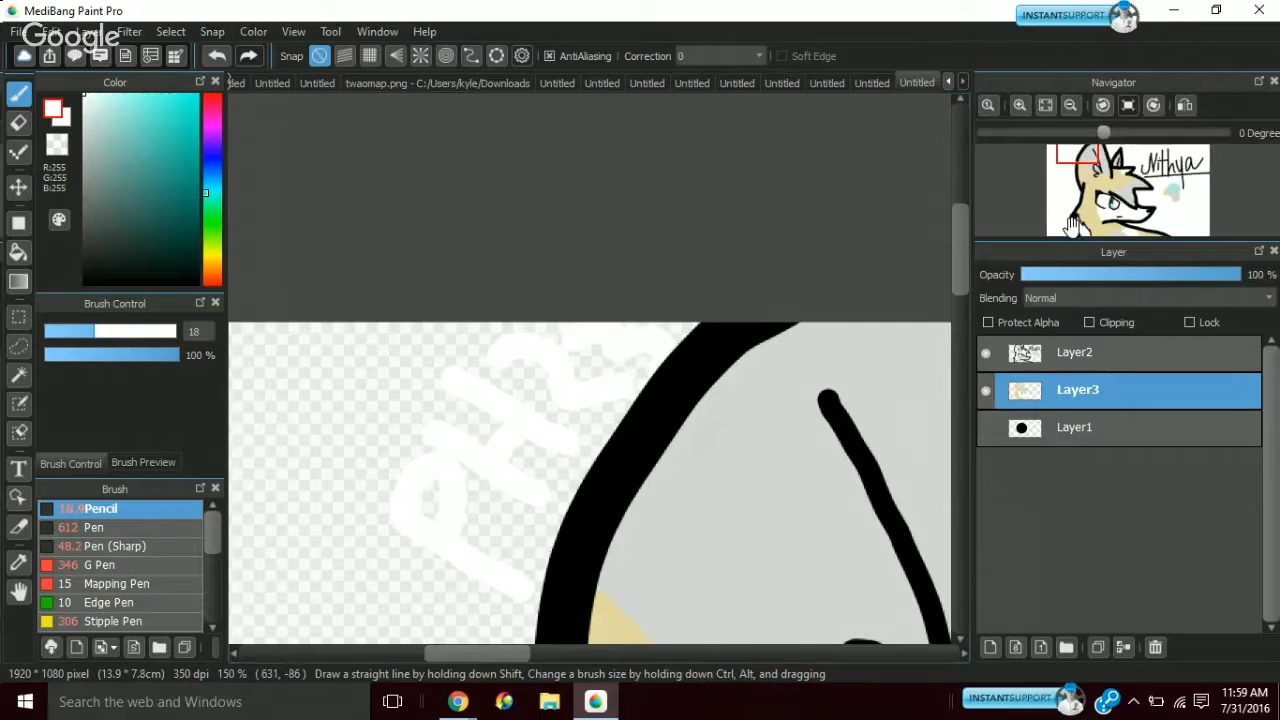 MediBang Paint Pro
INSTANTSUPPORT
File Edit Layer Filter Select Snap Color View Tool Window Help
Google
Snap AntiAliasing Correction 0 Soft Edge
Color
Untitled Untitled twaomap.png - C:/Users/kyle/Downloads Untitled Untitled Untitled Untitled Untitled Untitled Untitled Untitled Untitled
Navigator
0 Degree
R:255
G:255
B:255
Nithya
Brush Control
18
100 %
Layer
Opacity 100 %
Blending Normal
Protect Alpha Clipping Lock
Layer2
Layer3
Layer1
Brush Control Brush Preview
Brush
16.9 Pencil
612 Pen
48.2 Pen (Sharp)
346 G Pen
15 Mapping Pen
10 Edge Pen
306 Stipple Pen
T
1920 * 1080 pixel (13.9 * 7.8cm) 350 dpi 150 % ( 631, -86 ) Draw a straight line by holding down Shift, Change a brush size by holding down Ctrl, Alt, and dragging
Search the web and Windows
INSTANTSUPPORT
11:59 AM
7/31/2016